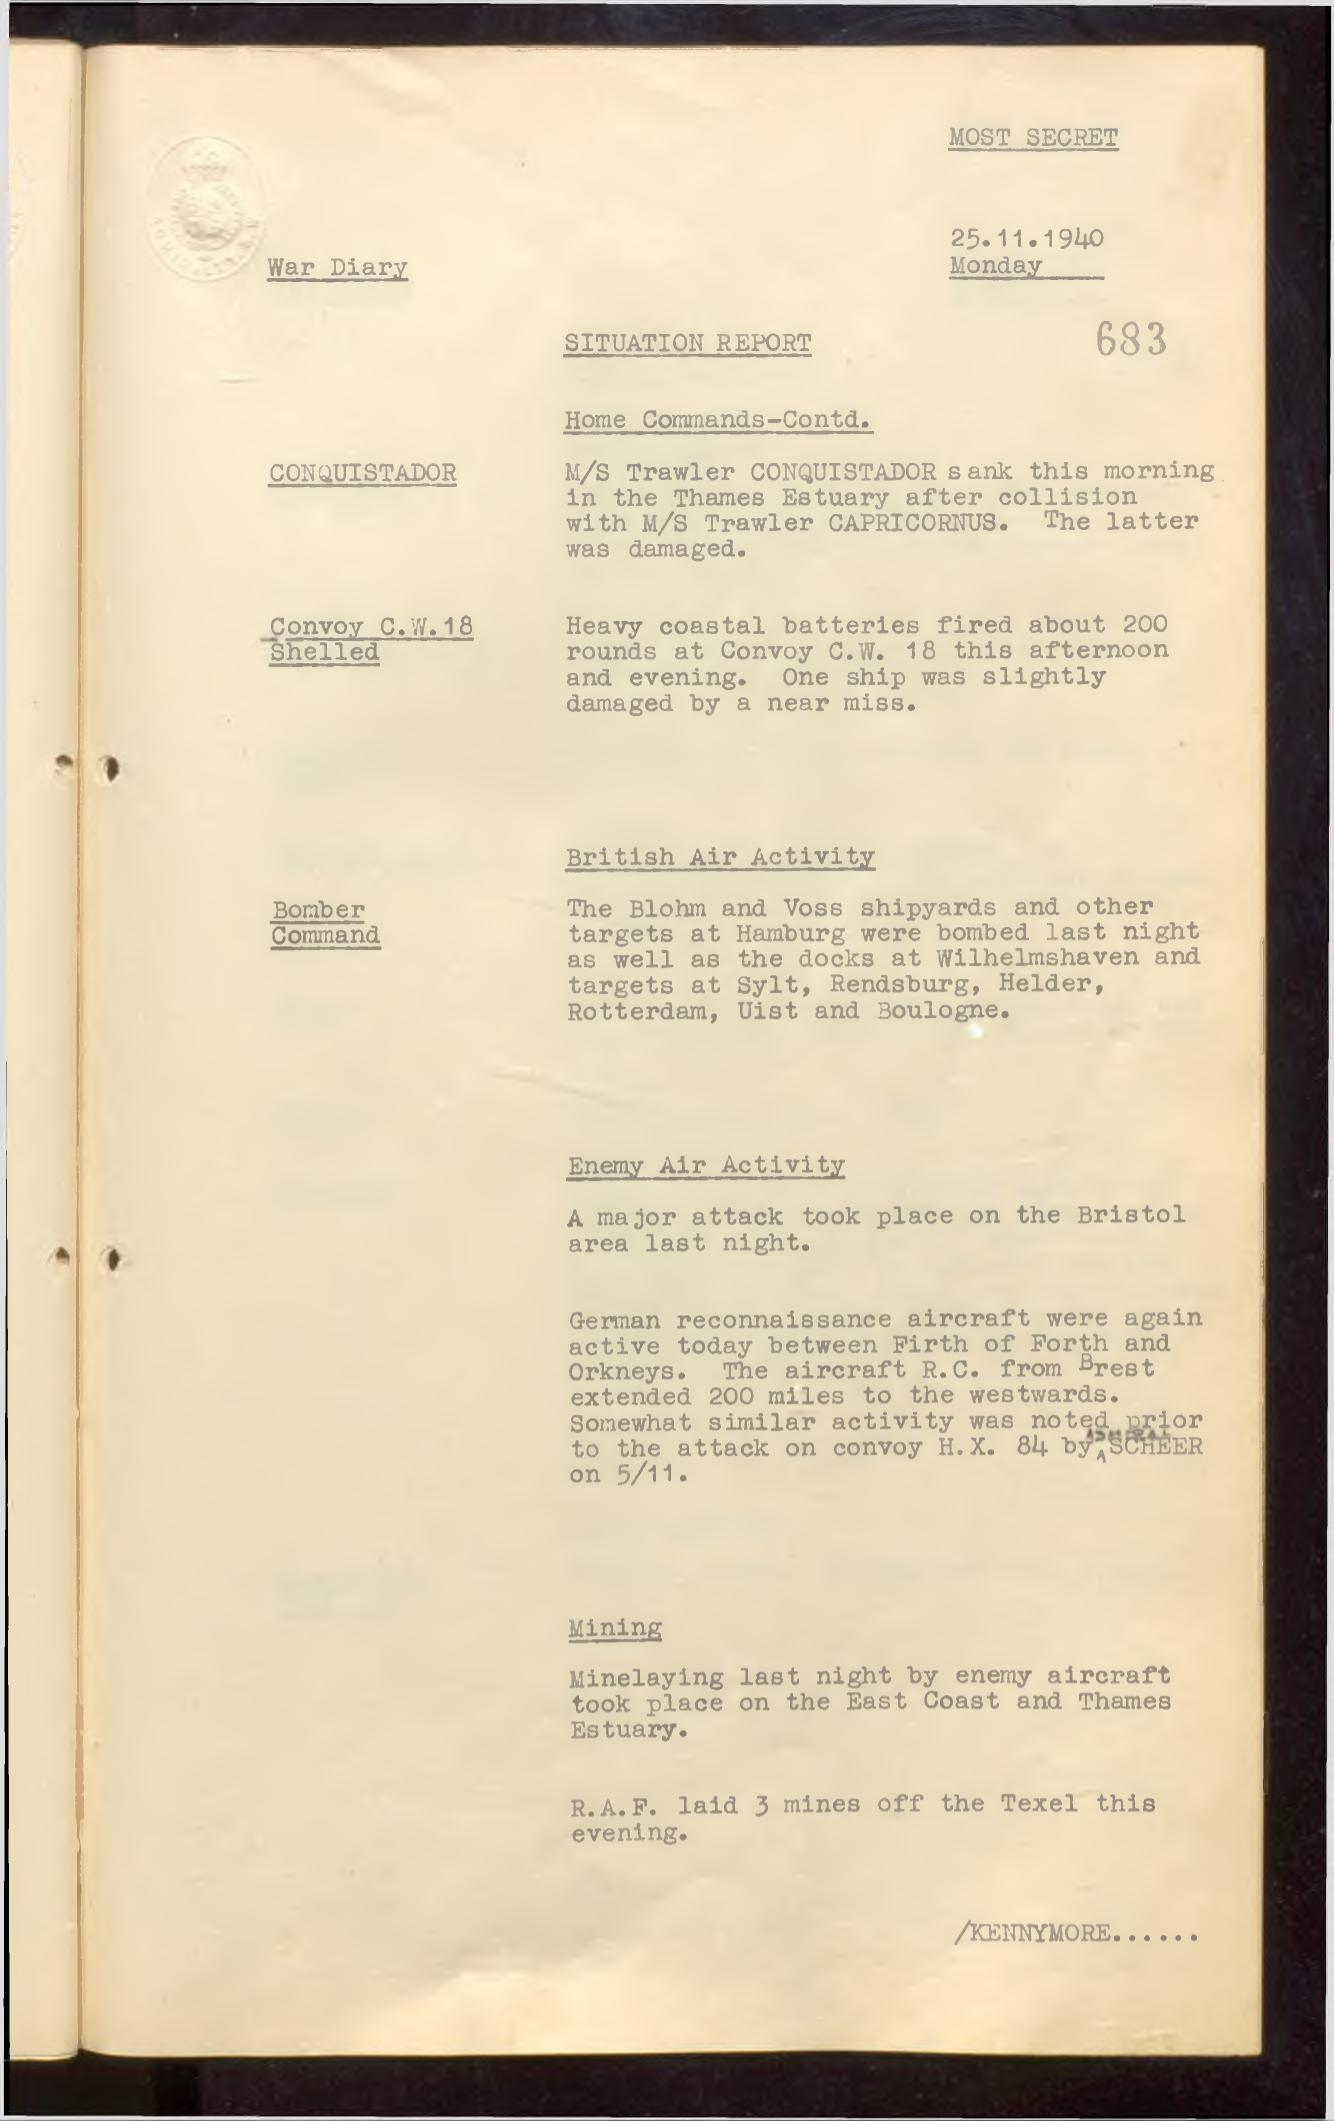 MOST SECRET
25.11.1940
War Diary
Monday
SITUATION REPORT
683
Home Commands-Contd.
CONQUISTADOR
M/S Trawler CONQUISTADOR sank this morning
in the Thames Estuary after collision
with M/S Trawler CAPRICORNUS. The latter
was damaged.
Convoy C.W.18
Shelled
Heavy coastal batteries fired about 200
rounds at Convoy C.W. 18 this afternoon
and evening. One ship was slightly
damaged by a near miss.
British Air Activity
Bomber
Command
The Blohm and Voss shipyards and other
targets at Hamburg were bombed last night
as well as the docks at Wilhelmshaven and
targets at Sylt, Rendsburg, Helder,
Rotterdam, Uist and Boulogne.
Enemy Air Activity
A major attack took place on the Bristol
area last night.
German reconnaissance aircraft were again
active today between Firth of Forth and
Orkneys. The aircraft R.C. from Brest
extended 200 miles to the westwards.
Somewhat similar activity was noted prior
to the attack on convoy H.X. 84 by ADMIRAL SCHEER
on 5/11.
Mining
Minelaying last night by enemy aircraft
took place on the East Coast and Thames
Estuary.
R.A.F. laid 3 mines off the Texel this
evening.
/KENNYMORE......